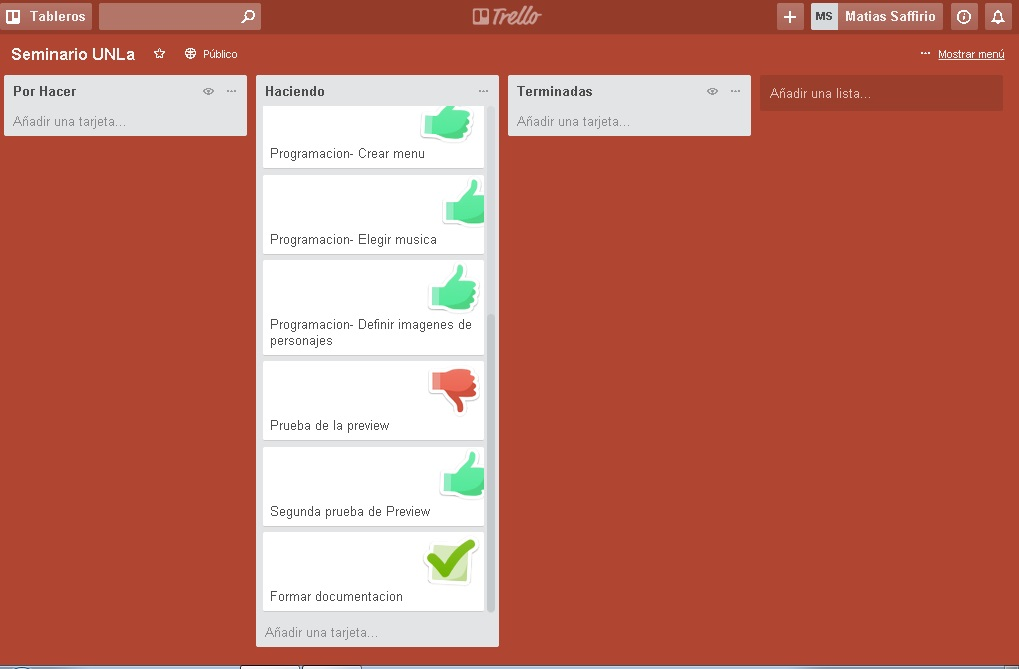 Tableros
Trello
MS Matias Saffirio
Seminario UNLa
Público
Mostrar menú
Por Hacer
Añadir una tarjeta...
Haciendo
Programacion- Crear menu
Programacion- Elegir musica
Programacion- Definir imagenes de
personajes
Prueba de la preview
Segunda prueba de Preview
Formar documentacion
Añadir una tarjeta...
Terminadas
Añadir una tarjeta...
Añadir una lista...